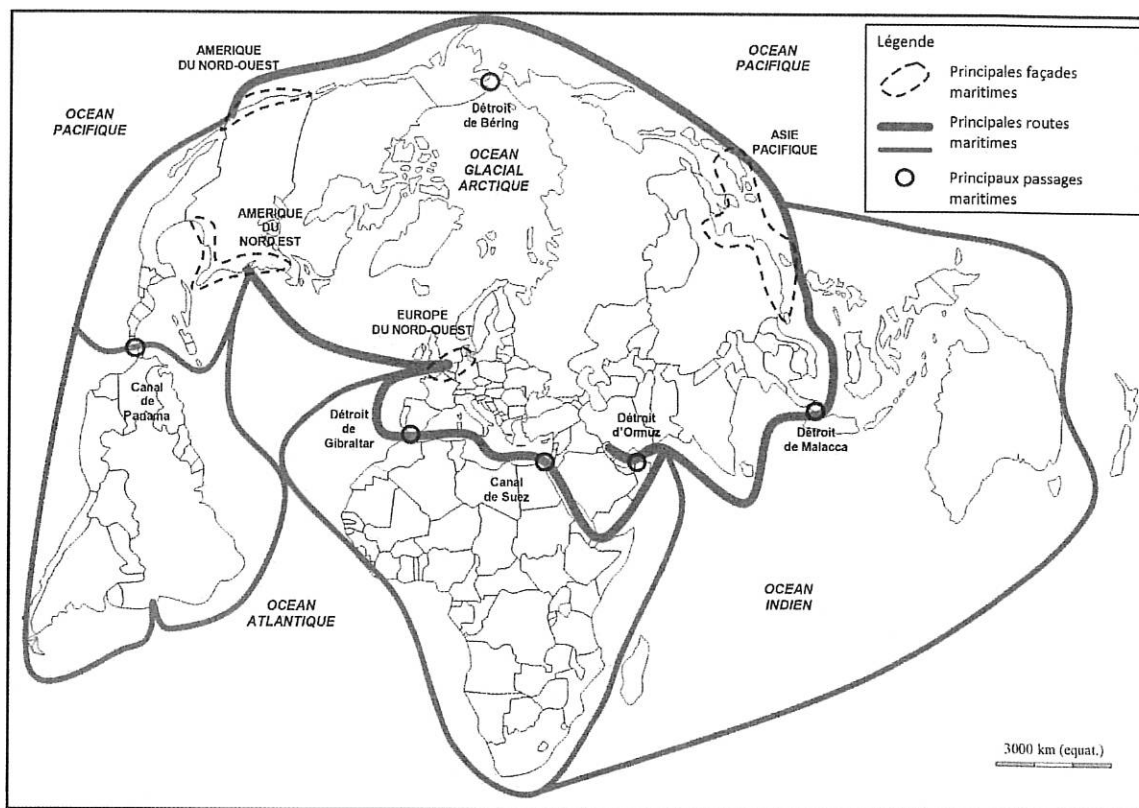 AMERIQUE
DU NORD-OUEST
OCEAN
PACIFIQUE
OCEAN
PACIFIQUE
Légende
Principales façades
maritimes
Principales routes
maritimes
Principaux passages
maritimes
Détroit
de Béring
OCEAN
GLACIAL
ARCTIQUE
ASIE
PACIFIQUE
AMERIQUE
DU
NORD EST
EUROPE
DU NORD-OUEST
Canal
de
Panama
Détroit
de
Gibraltar
Détroit
d'Ormuz
Détroit
de Malacca
Canal
de Suez
OCEAN
ATLANTIQUE
OCEAN
INDIEN
3000 km (equat.)